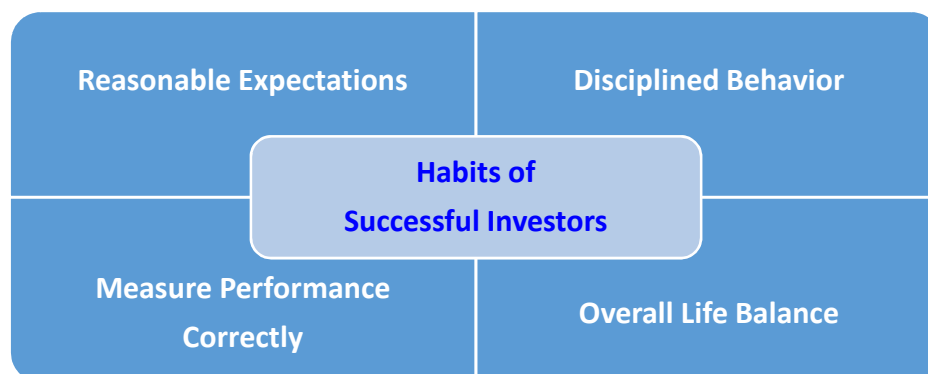 Reasonable Expectations
Disciplined Behavior
Habits of
Successful Investors
Measure Performance
Correctly
Overall Life Balance